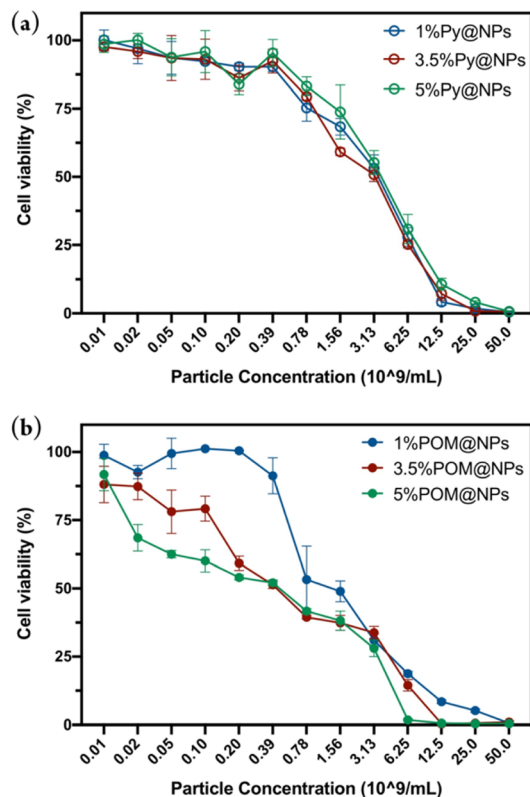 (a)
1%Py@NPs
3.5%Py@NPs
5%Py@NPs
100
75
50
25
0
Cell viability (%)
0.01 0.02 0.05 0.10 0.20 0.39 0.78 1.56 3.13 6.25 12.5 25.0 50.0
Particle Concentration (10^9/mL)
(b)
1%POM@NPs
3.5%POM@NPs
5%POM@NPs
100
75
50
25
0
Cell viability (%)
0.01 0.02 0.05 0.10 0.20 0.39 0.78 1.56 3.13 6.25 12.5 25.0 50.0
Particle Concentration (10^9/mL)